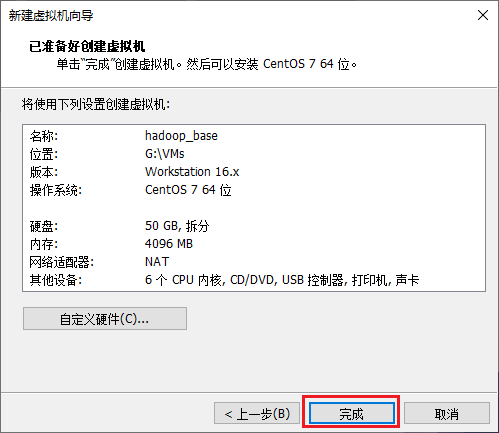 新建虚拟机向导
已准备好创建虚拟机
单击“完成”创建虚拟机。然后可以安装 CentOS 7 64 位。
将使用下列设置创建虚拟机:
名称: hadoop_base
位置: G:\VMs
版本: Workstation 16.x
操作系统: CentOS 7 64 位
硬盘: 50 GB, 拆分
内存: 4096 MB
网络适配器: NAT
其他设备: 6 个 CPU 内核, CD/DVD, USB 控制器, 打印机, 声卡
自定义硬件(C)...
< 上一步(B) 完成 取消